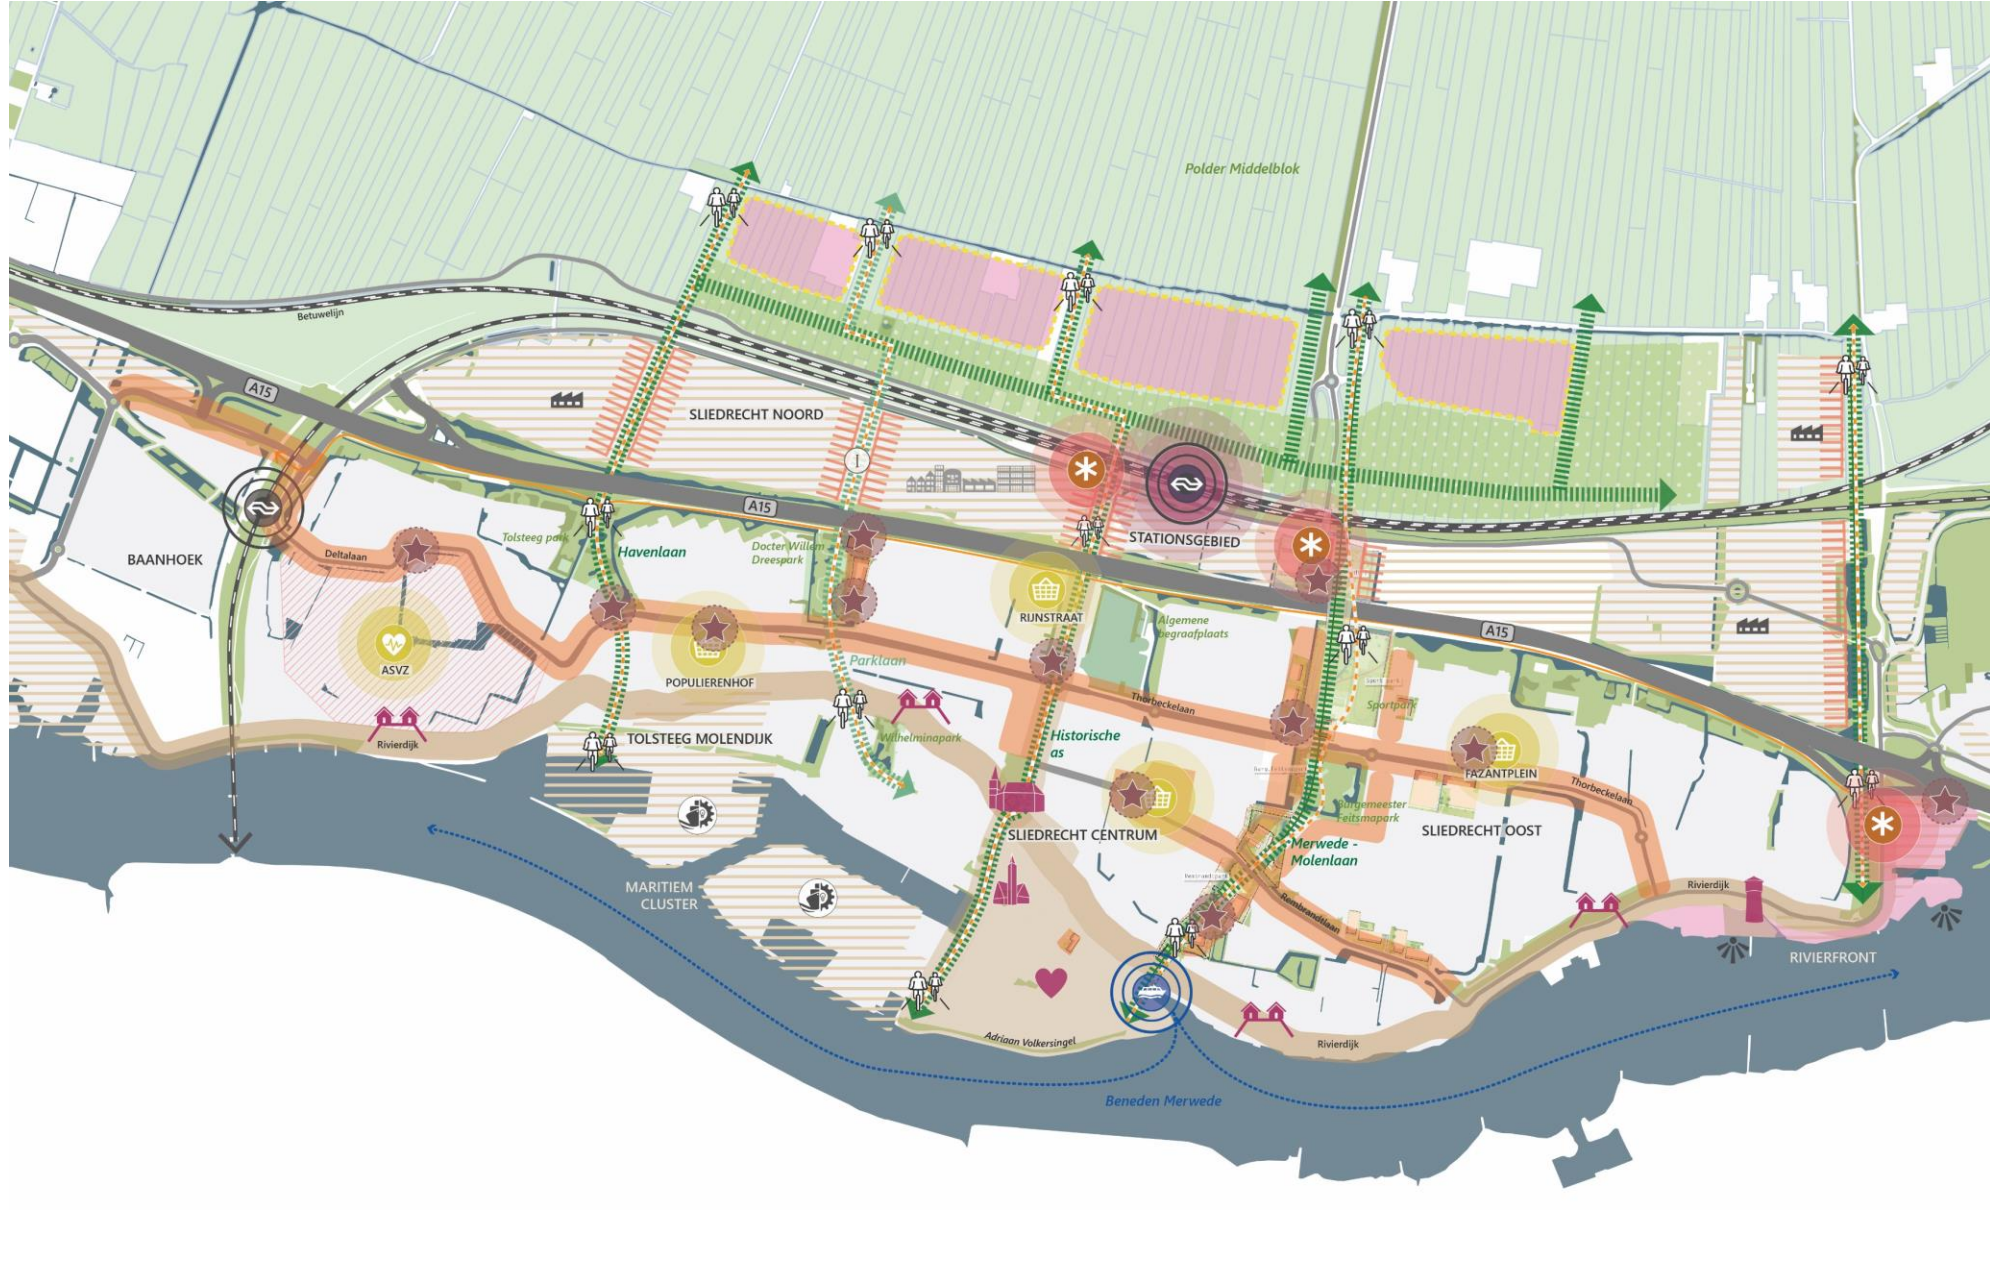 Polder Middelblok
Betuwelijn
A15
SLIEDRECHT NOORD
A15
STATIONSGEBIED
Tolsteeg park
Havenlaan
Docter Willem
Dreespark
BAANHOEK
Deltalaan
RIJNSTRAAT
Algemene
begraafplaats
A15
ASVZ
POPULIERENHOF
Parklaan
Thorbeckelaan
Sportpark
Rivierdijk
TOLSTEEG MOLENDIJK
Wilhelminapark
Historische
as
FAZANTPLEIN
Thorbeckelaan
Burgemeester
Feitsmapark
SLIEDRECHT CENTRUM
SLIEDRECHT OOST
Merwede -
Molenlaan
MARITIEM
CLUSTER
Rembrandtlaan
Rivierdijk
RIVIERFRONT
Adriaan Volkersingel
Rivierdijk
Beneden Merwede